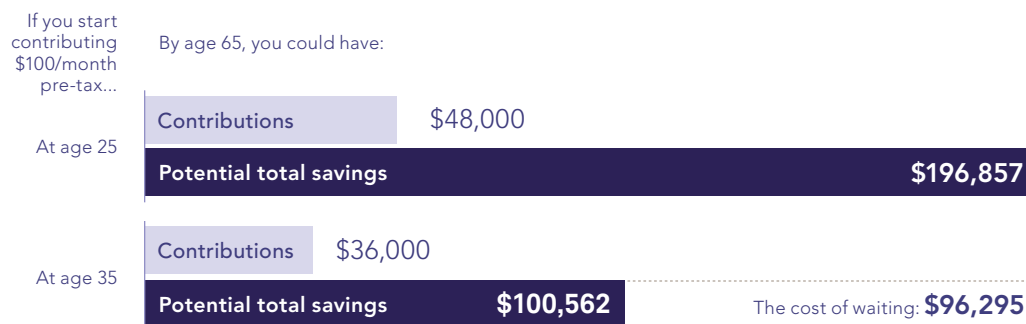 If you start
contributing
$100/month
pre-tax...
By age 65, you could have:
At age 25
Contributions
$48,000
Potential total savings
$196,857
At age 35
Contributions
$36,000
Potential total savings
$100,562
The cost of waiting: $96,295